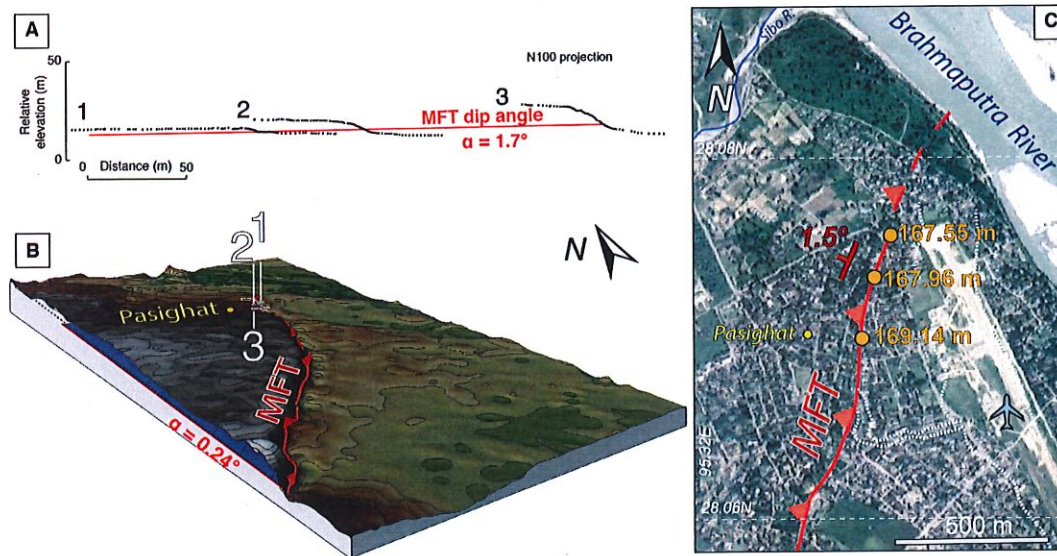 A
50
N100 projection
Relative
elevation (m)
1
2
3
MFT dip angle
α = 1.7°
0
0
Distance (m)
50
B
N
1
2
Pasighat
3
MFT
α = 0.24°
C
Sibo R.
Brahmaputra River
N
28.08N
1.5°
167.55 m
167.96 m
Pasighat
169.14 m
MFT
95.32E
28.06N
500 m